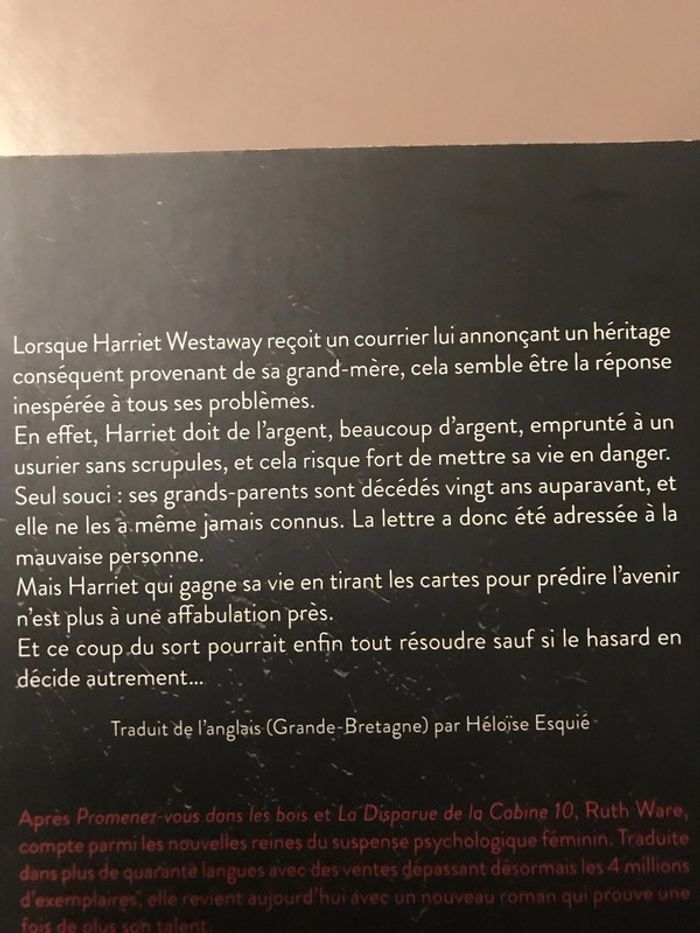 Lorsque Harriet Westaway reçoit un courrier lui annonçant un héritage
conséquent provenant de sa grand-mère, cela semble être la réponse
inespérée à tous ses problèmes.
En effet, Harriet doit de l'argent, beaucoup d'argent, emprunté à un
usurier sans scrupules, et cela risque fort de mettre sa vie en danger.
Seul souci : ses grands-parents sont décédés vingt ans auparavant, et
elle ne les a même jamais connus. La lettre a donc été adressée à la
mauvaise personne.
Mais Harriet qui gagne sa vie en tirant les cartes pour prédire l'avenir
n'est plus à une affabulation près.
Et ce coup du sort pourrait enfin tout résoudre sauf si le hasard en
décide autrement...
Traduit de l'anglais (Grande-Bretagne) par Héloïse Esquié
Après Promenez-vous dans les bois et La Disparue de la Cabine 10, Ruth Ware,
compte parmi les nouvelles reines du suspense psychologique féminin. Traduite
dans plus de quarante langues avec des ventes dépassant désormais les 4 millions
d'exemplaires, elle revient aujourd'hui avec un nouveau roman qui prouve une
fois de plus son talent.